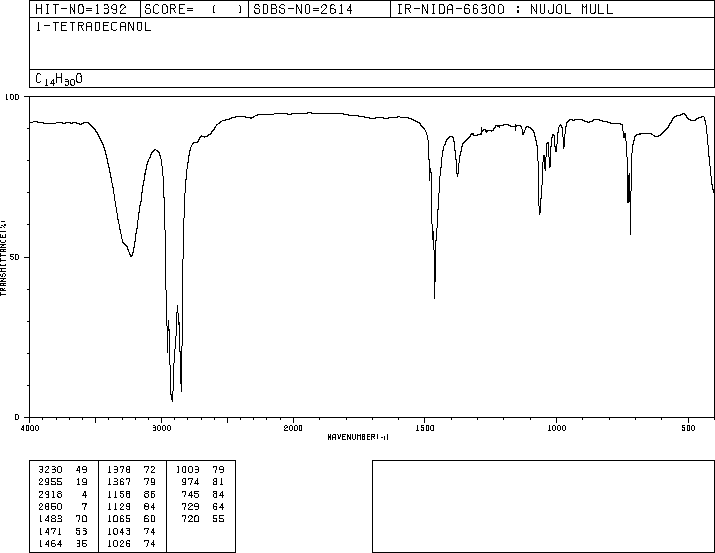 HIT-NO=1392 SCORE= ( ) SDBS-NO=2614 IR-NIDA-66300 : NUJOL MULL
1-TETRADECANOL
C14H30O
100
50
0
TRANSMITTANCE(%)
4000 3000 2000 1500 1000 500
WAVENUMBER(-1)
3230 49 1378 72 1003 79
2955 19 1367 79 974 81
2918 4 1158 86 745 84
2850 7 1129 84 729 64
1483 70 1065 60 720 55
1471 53 1043 74
1464 35 1026 74